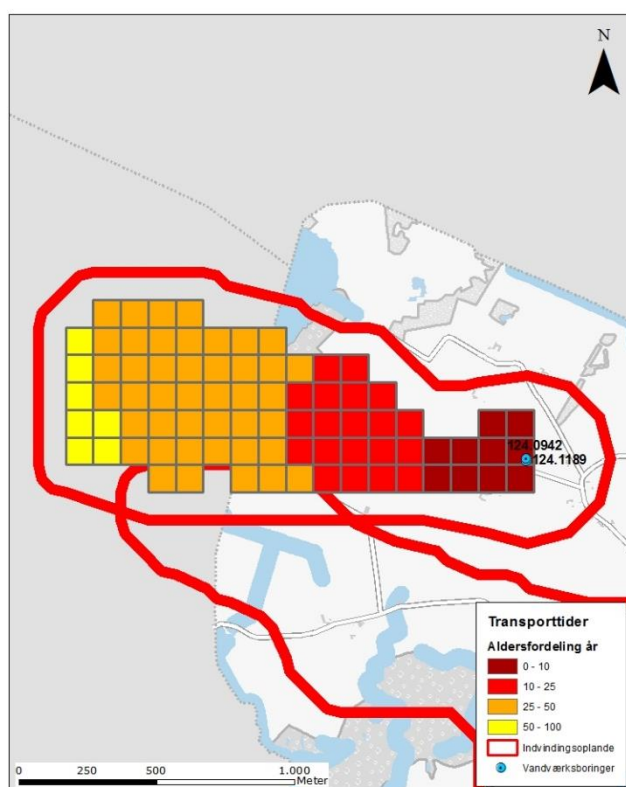 N
124.0942
124.1189
Transporttider
Aldersfordeling år
0 - 10
10 - 25
25 - 50
50 - 100
Indvindingsoplande
Vandværksboringer
0 250 500 1.000
Meter